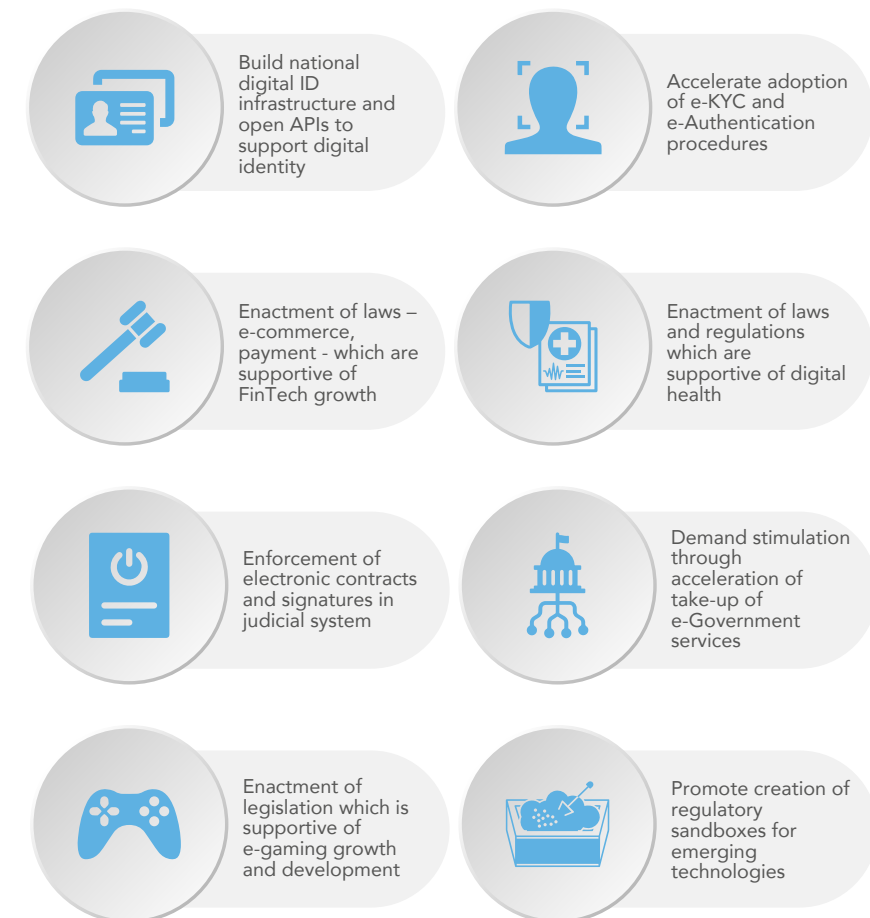 Build national
digital ID
infrastructure and
open APIs to
support digital
identity
Accelerate adoption
of e-KYC and
e-Authentication
procedures
Enactment of laws –
e-commerce,
payment - which are
supportive of
FinTech growth
Enactment of laws
and regulations
which are
supportive of digital
health
Enforcement of
electronic contracts
and signatures in
judicial system
Demand stimulation
through
acceleration of
take-up of
e-Government
services
Enactment of
legislation which is
supportive of
e-gaming growth
and development
Promote creation of
regulatory
sandboxes for
emerging
technologies